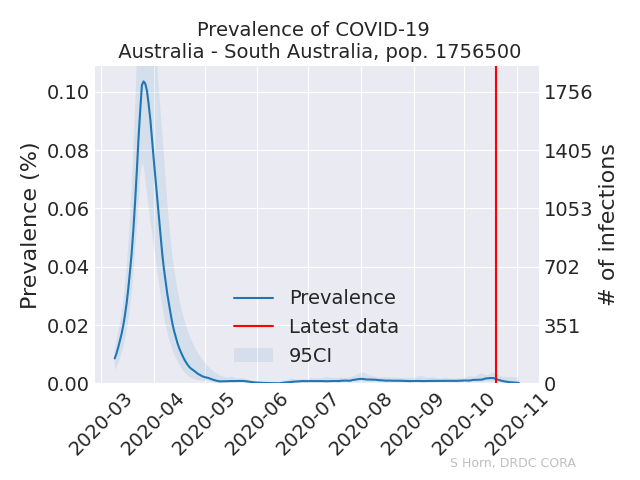 Prevalence of COVID-19
Australia - South Australia, pop. 1756500
Prevalence (%)
0.10
0.08
0.06
0.04
0.02
0.00
1756
1405
1053
702
351
0
# of infections
Prevalence
Latest data
95CI
2020-03
2020-04
2020-05
2020-06
2020-07
2020-08
2020-09
2020-10
2020-11
S Horn, DRDC CORA